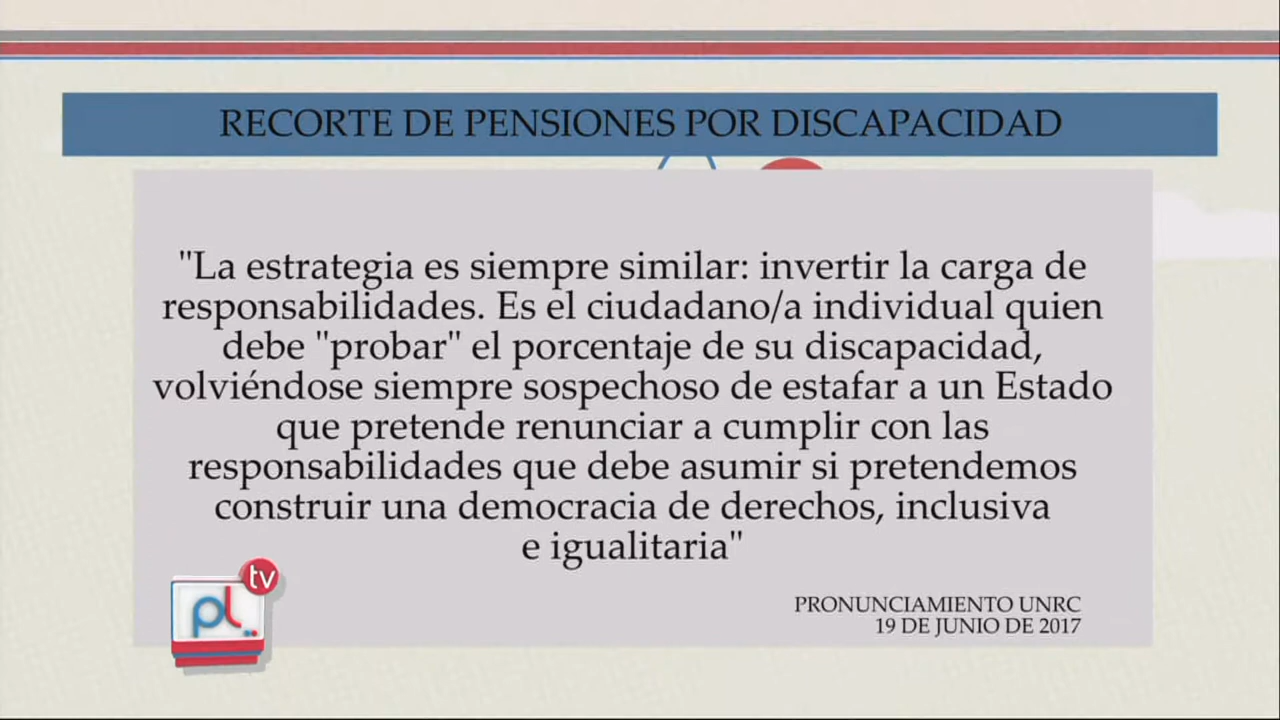 RECORTE DE PENSIONES POR DISCAPACIDAD
"La estrategia es siempre similar: invertir la carga de
responsabilidades. Es el ciudadano/a individual quien
debe "probar" el porcentaje de su discapacidad,
volviéndose siempre sospechoso de estafar a un Estado
que pretende renunciar a cumplir con las
responsabilidades que debe asumir si pretendemos
construir una democracia de derechos, inclusiva
e igualitaria"
PRONUNCIAMIENTO UNRC
19 DE JUNIO DE 2017
tv
pl